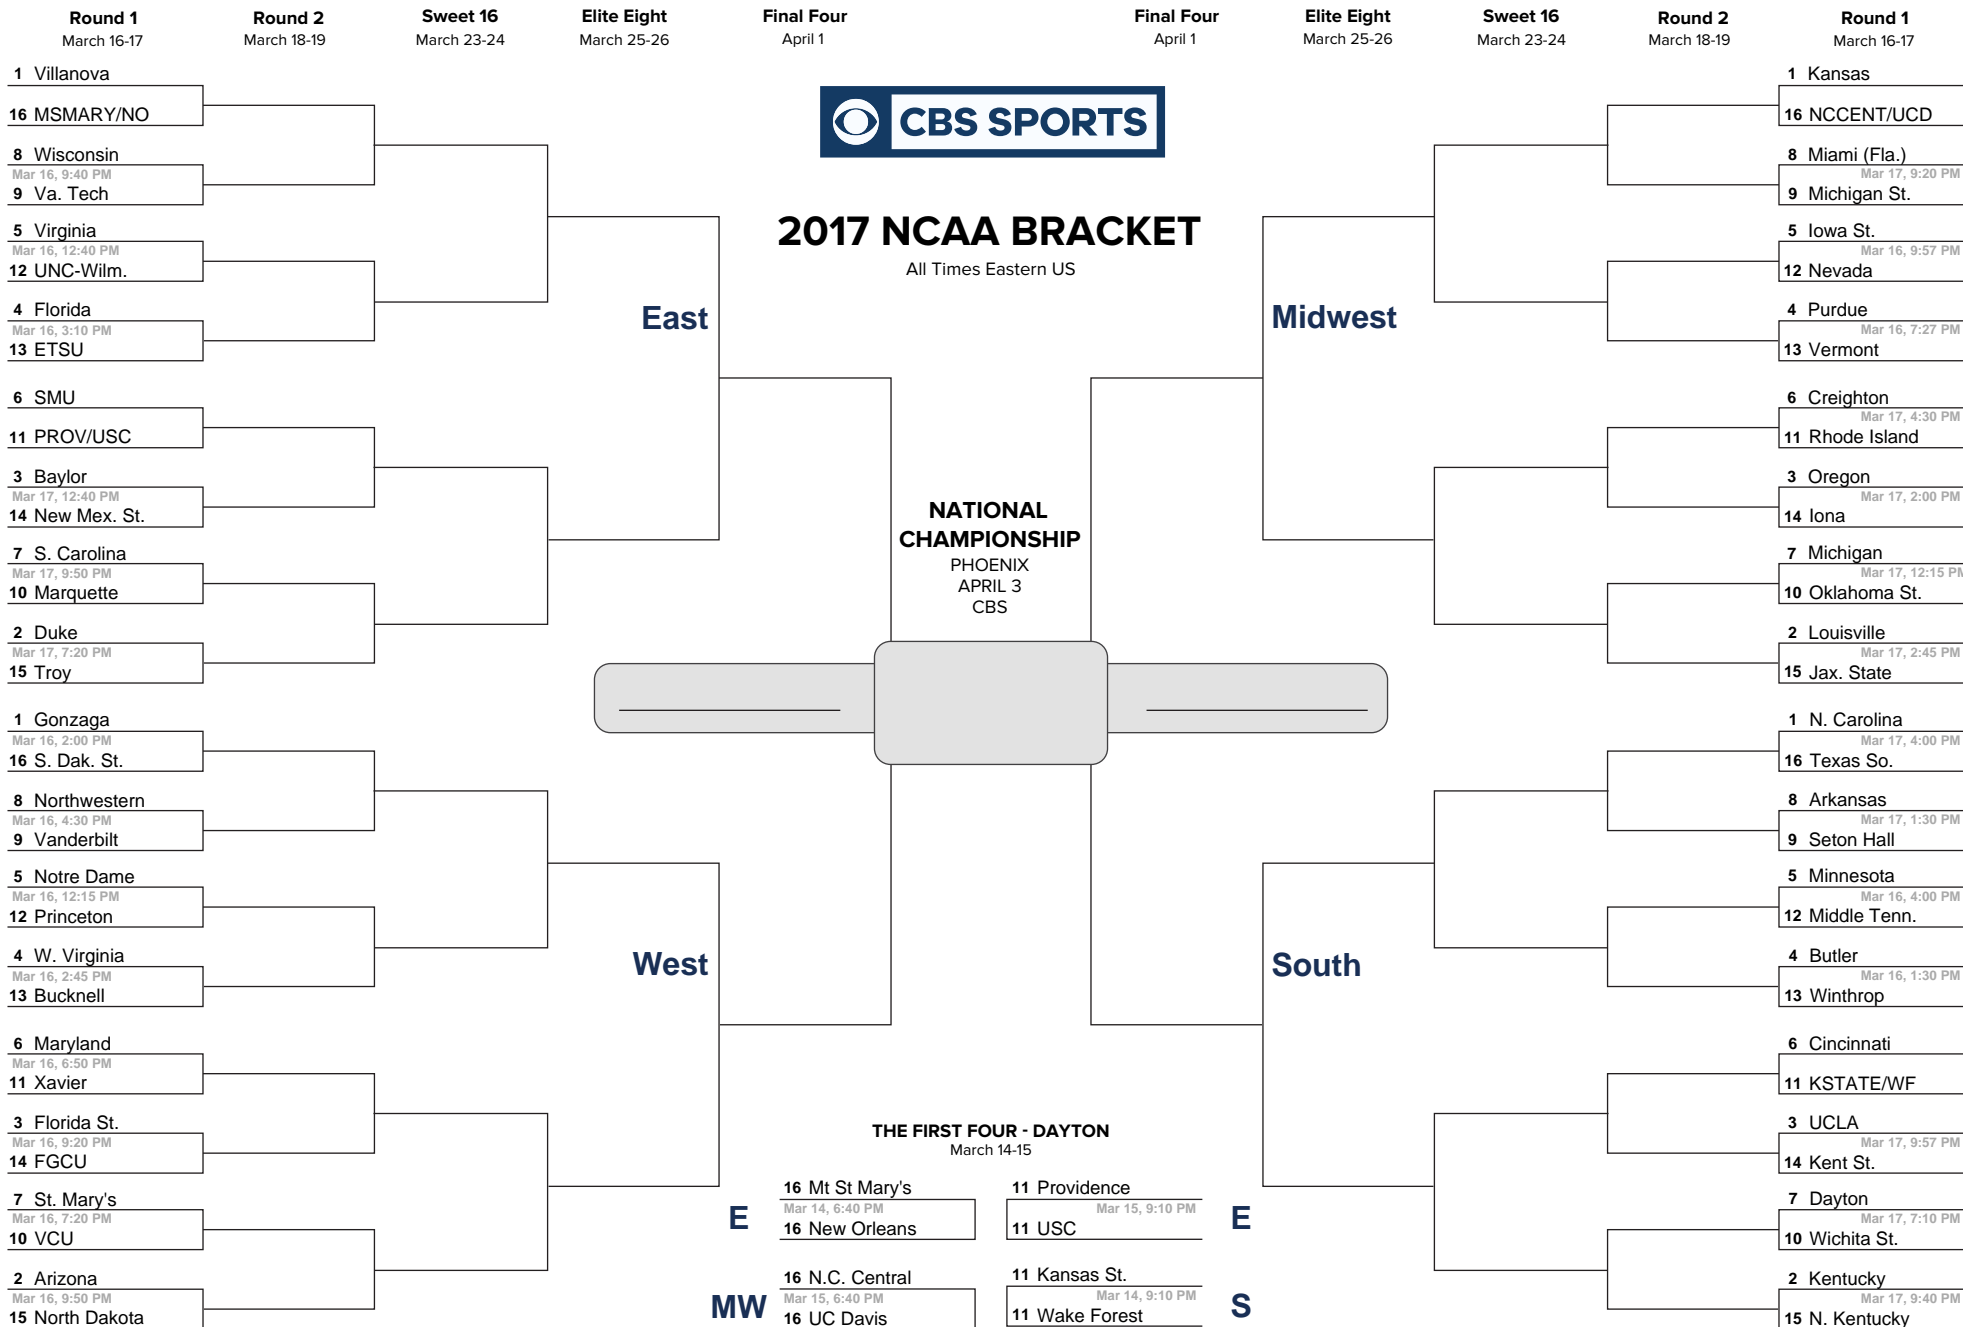 Round 1
March 16-17
Round 2
March 18-19
Sweet 16
March 23-24
Elite Eight
March 25-26
Final Four
April 1
Final Four
April 1
Elite Eight
March 25-26
Sweet 16
March 23-24
Round 2
March 18-19
Round 1
March 16-17
CBS SPORTS
2017 NCAA BRACKET
All Times Eastern US
East
1 Villanova
16 MSMARY/NO
8 Wisconsin
Mar 16, 9:40 PM
9 Va. Tech
5 Virginia
Mar 16, 12:40 PM
12 UNC-Wilm.
4 Florida
Mar 16, 3:10 PM
13 ETSU
6 SMU
11 PROV/USC
3 Baylor
Mar 17, 12:40 PM
14 New Mex. St.
7 S. Carolina
Mar 17, 9:50 PM
10 Marquette
2 Duke
Mar 17, 7:20 PM
15 Troy
West
1 Gonzaga
Mar 16, 2:00 PM
16 S. Dak. St.
8 Northwestern
Mar 16, 4:30 PM
9 Vanderbilt
5 Notre Dame
Mar 16, 12:15 PM
12 Princeton
4 W. Virginia
Mar 16, 2:45 PM
13 Bucknell
6 Maryland
Mar 16, 6:50 PM
11 Xavier
3 Florida St.
Mar 16, 9:20 PM
14 FGCU
7 St. Mary's
Mar 16, 7:20 PM
10 VCU
2 Arizona
Mar 16, 9:50 PM
15 North Dakota
NATIONAL
CHAMPIONSHIP
PHOENIX
APRIL 3
CBS
Midwest
1 Kansas
16 NCCENT/UCD
8 Miami (Fla.)
Mar 17, 9:20 PM
9 Michigan St.
5 Iowa St.
Mar 16, 9:57 PM
12 Nevada
4 Purdue
Mar 16, 7:27 PM
13 Vermont
6 Creighton
Mar 17, 4:30 PM
11 Rhode Island
3 Oregon
Mar 17, 2:00 PM
14 Iona
7 Michigan
Mar 17, 12:15 PM
10 Oklahoma St.
2 Louisville
Mar 17, 2:45 PM
15 Jax. State
South
1 N. Carolina
Mar 17, 4:00 PM
16 Texas So.
8 Arkansas
Mar 17, 1:30 PM
9 Seton Hall
5 Minnesota
Mar 16, 4:00 PM
12 Middle Tenn.
4 Butler
Mar 16, 1:30 PM
13 Winthrop
6 Cincinnati
11 KSTATE/WF
3 UCLA
Mar 17, 9:57 PM
14 Kent St.
7 Dayton
Mar 17, 7:10 PM
10 Wichita St.
2 Kentucky
Mar 17, 9:40 PM
15 N. Kentucky
THE FIRST FOUR - DAYTON
March 14-15
E
16 Mt St Mary's
Mar 14, 6:40 PM
16 New Orleans
11 Providence
Mar 15, 9:10 PM
11 USC
E
MW
16 N.C. Central
Mar 15, 6:40 PM
16 UC Davis
11 Kansas St.
Mar 14, 9:10 PM
11 Wake Forest
S